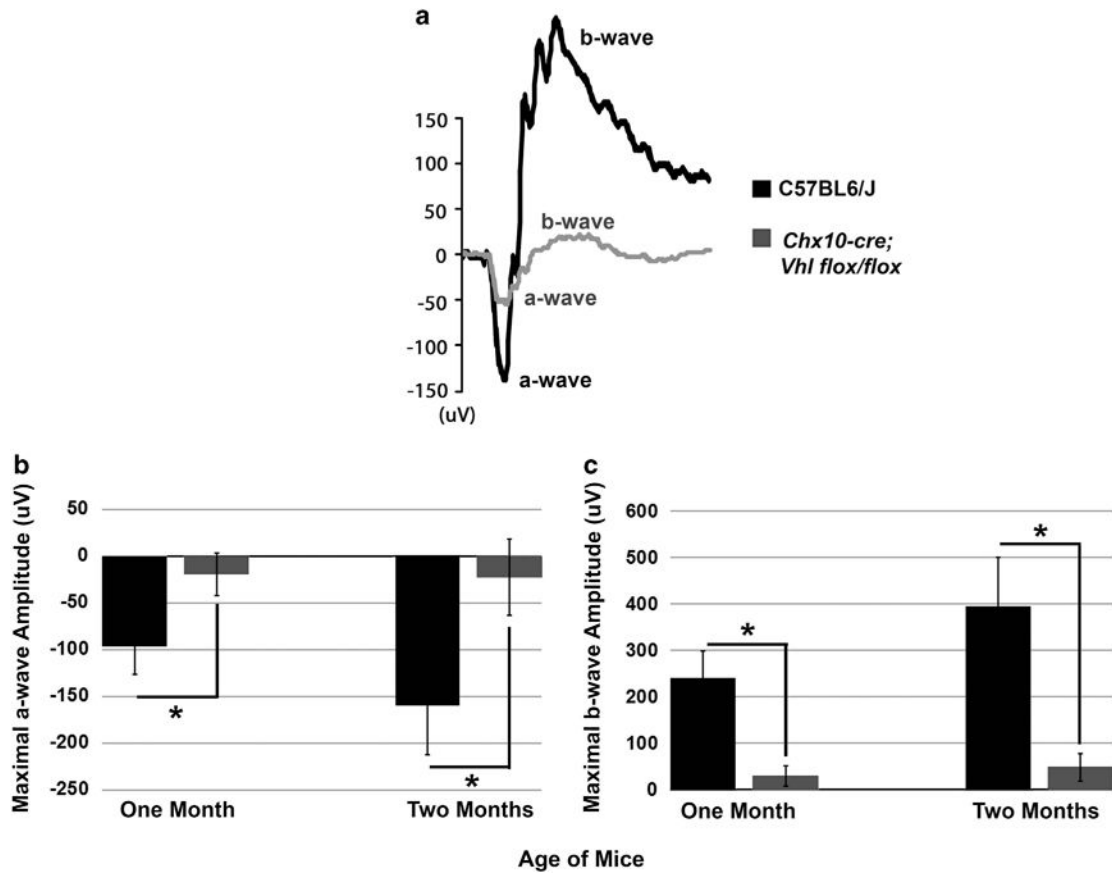 a
b-wave
150
100
50
0
-50
-100
-150
(uV)
b-wave
a-wave
a-wave
C57BL6/J
Chx10-cre;
Vhl flox/flox
b
Maximal a-wave Amplitude (uV)
50
0
-50
-100
-150
-200
-250
*
*
One Month
Two Months
c
Maximal b-wave Amplitude (uV)
600
500
400
300
200
100
0
*
*
One Month
Two Months
Age of Mice